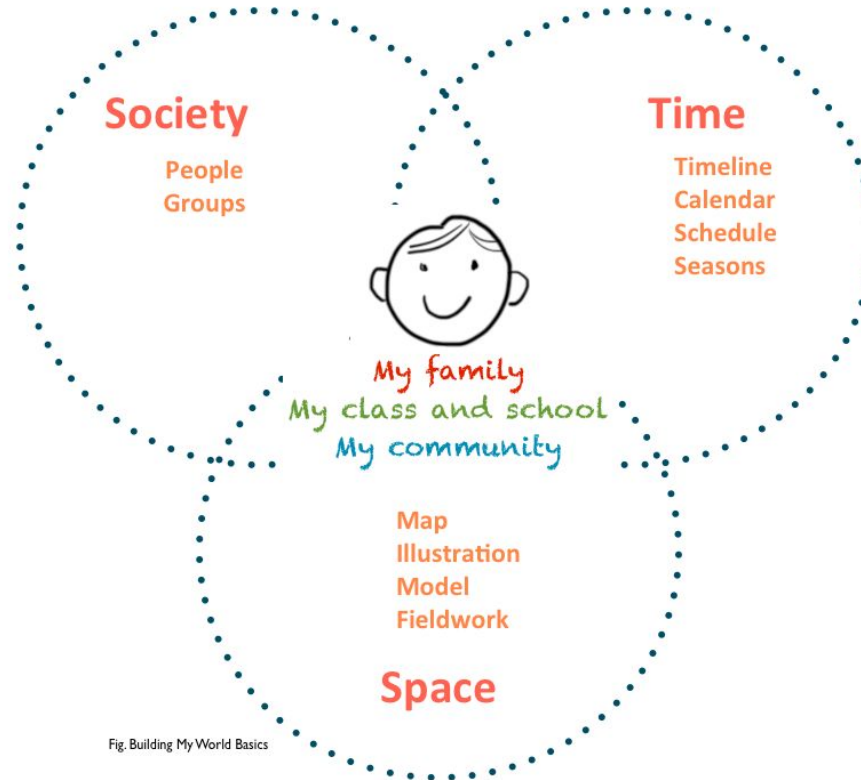 Society
People
Groups
Time
Timeline
Calendar
Schedule
Seasons
My family
My class and school
My community
Map
Illustration
Model
Fieldwork
Space
Fig. Building My World Basics